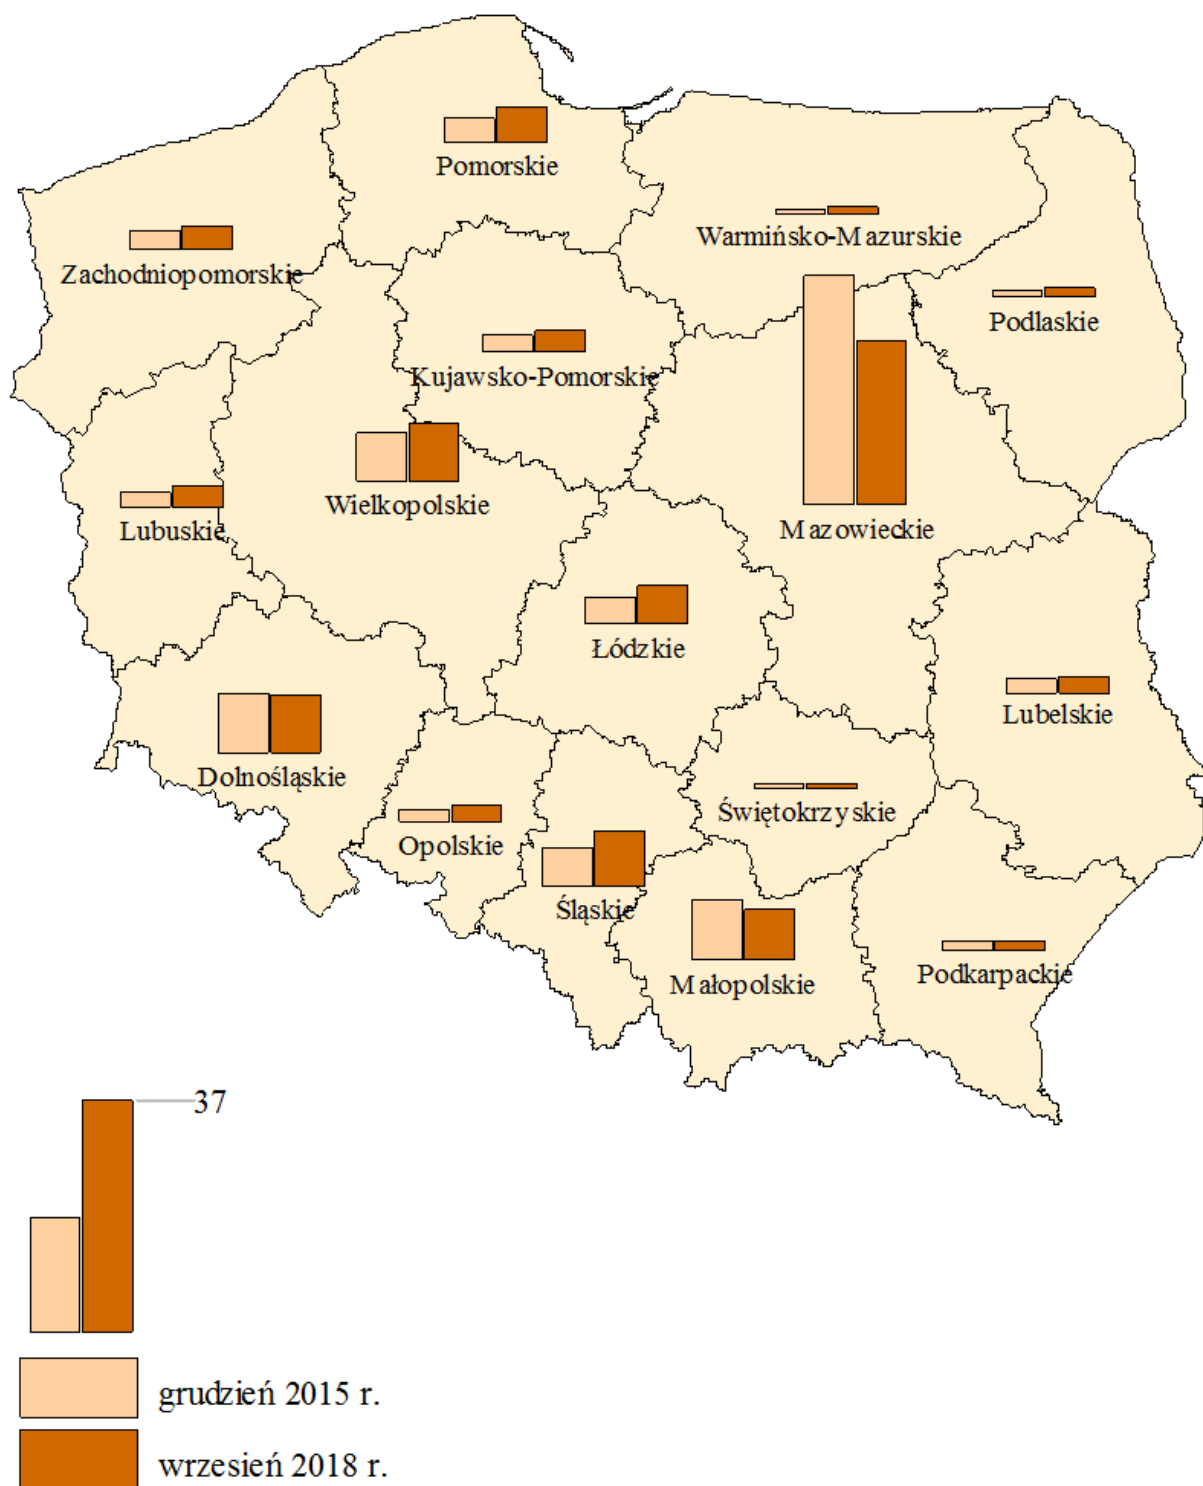 Pomorskie
Warmińsko-Mazurskie
Zachodniopomorskie
Podlaskie
Kujawsko-Pomorskie
Wielkopolskie
Lubuskie
Mazowieckie
Łódzkie
Lubelskie
Dolnośląskie
Świętokrzyskie
Opolskie
Śląskie
Małopolskie
Podkarpackie
37
grudzień 2015 r.
wrzesień 2018 r.